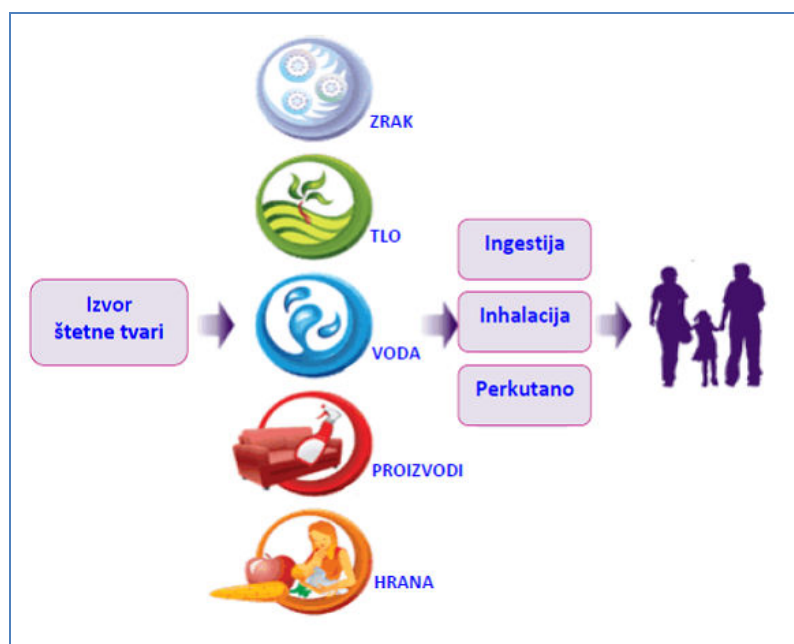 Izvor
štetne tvari
ZRAK
TLO
VODA
PROIZVODI
HRANA
Ingestija
Inhalacija
Perkutano